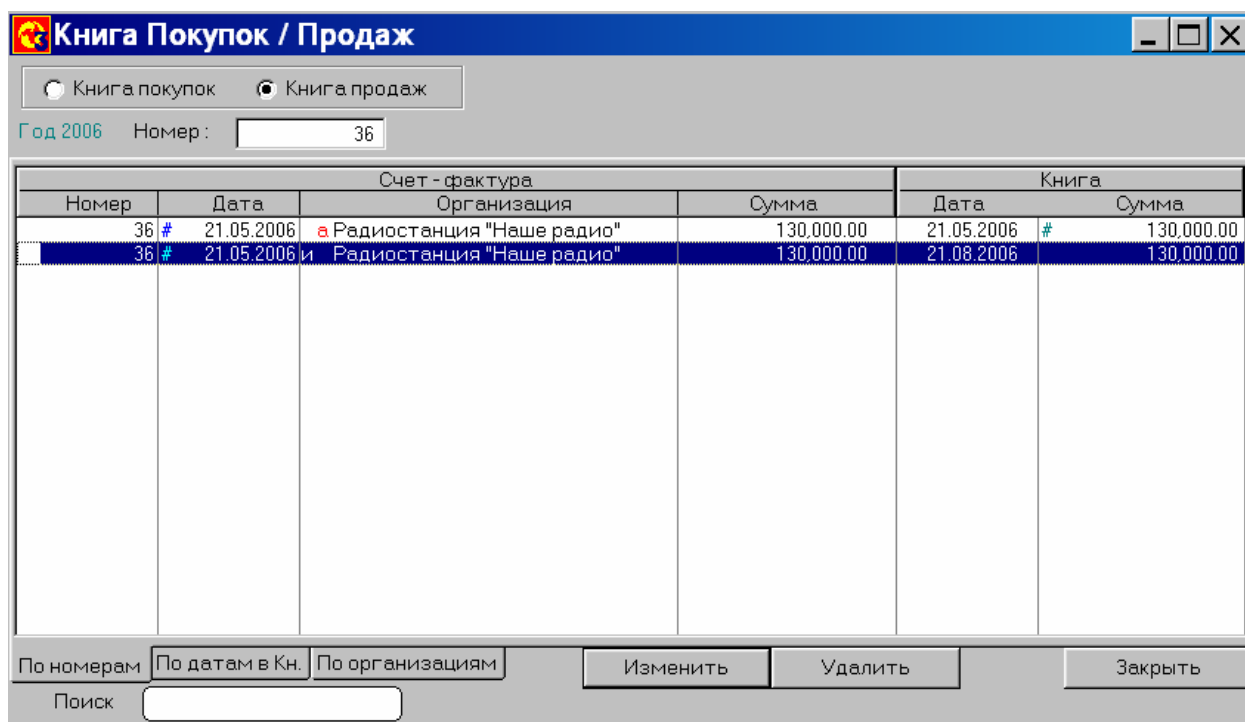 Книга Покупок / Продаж
Книга покупок Книга продаж
Год 2006 Номер : 36
Счет - фактура Книга
Номер Дата Организация Сумма Дата Сумма
36 # 21.05.2006 а Радиостанция "Наше радио" 130,000.00 21.05.2006 # 130,000.00
36 # 21.05.2006 и Радиостанция "Наше радио" 130,000.00 21.08.2006 130,000.00
По номерам По датам в Кн. По организациям Изменить Удалить Закрыть
Поиск